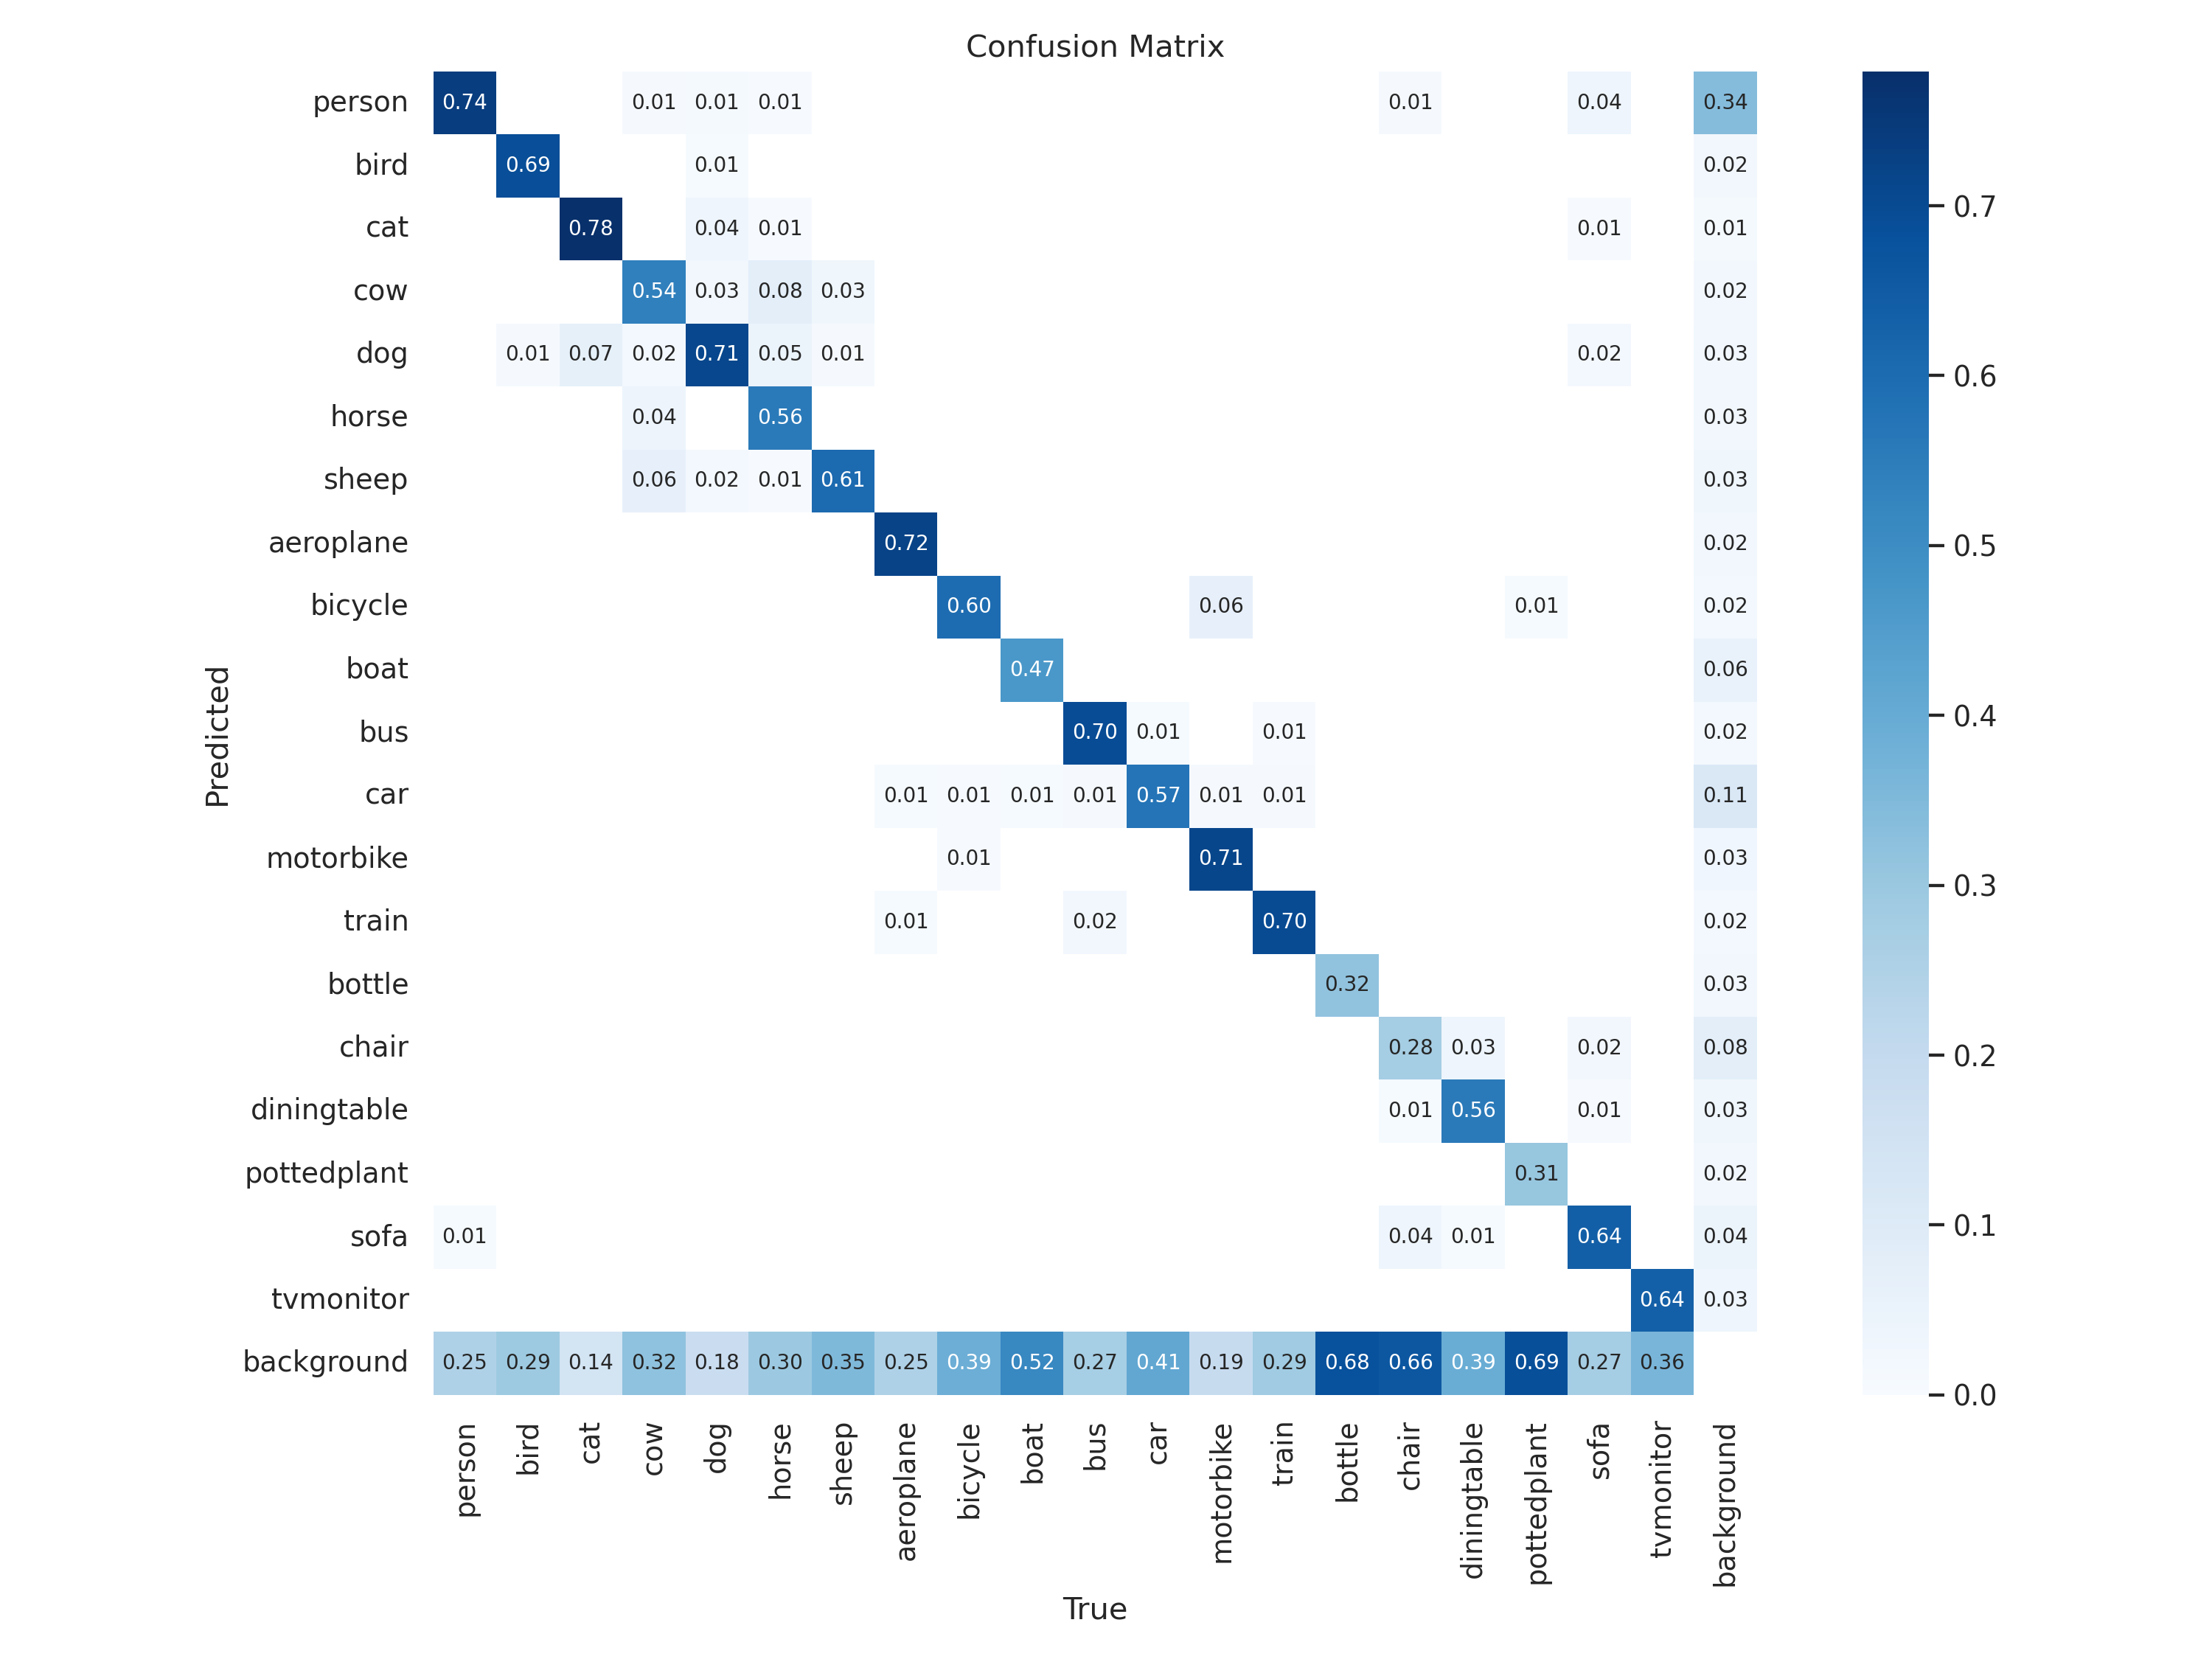 Confusion Matrix
person 0.74 0.01 0.01 0.01 0.01 0.04 0.34
bird 0.69 0.01 0.02
cat 0.78 0.04 0.01 0.01 0.01
cow 0.54 0.03 0.08 0.03 0.02
dog 0.01 0.07 0.02 0.71 0.05 0.01 0.02 0.03
horse 0.04 0.56 0.03
sheep 0.06 0.02 0.01 0.61 0.03
aeroplane 0.72 0.02
bicycle 0.60 0.06 0.01 0.02
boat 0.47 0.06
bus 0.70 0.01 0.01 0.02
car 0.01 0.01 0.01 0.01 0.57 0.01 0.01 0.11
motorbike 0.01 0.71 0.03
train 0.01 0.02 0.70 0.02
bottle 0.32 0.03
chair 0.28 0.03 0.02 0.08
diningtable 0.01 0.56 0.01 0.03
pottedplant 0.31 0.02
sofa 0.01 0.04 0.01 0.64 0.04
tvmonitor 0.64 0.03
background 0.25 0.29 0.14 0.32 0.18 0.30 0.35 0.25 0.39 0.52 0.27 0.41 0.19 0.29 0.68 0.66 0.39 0.69 0.27 0.36
Predicted
person bird cat cow dog horse sheep aeroplane bicycle boat bus car motorbike train bottle chair diningtable pottedplant sofa tvmonitor background
True
0.7
0.6
0.5
0.4
0.3
0.2
0.1
0.0